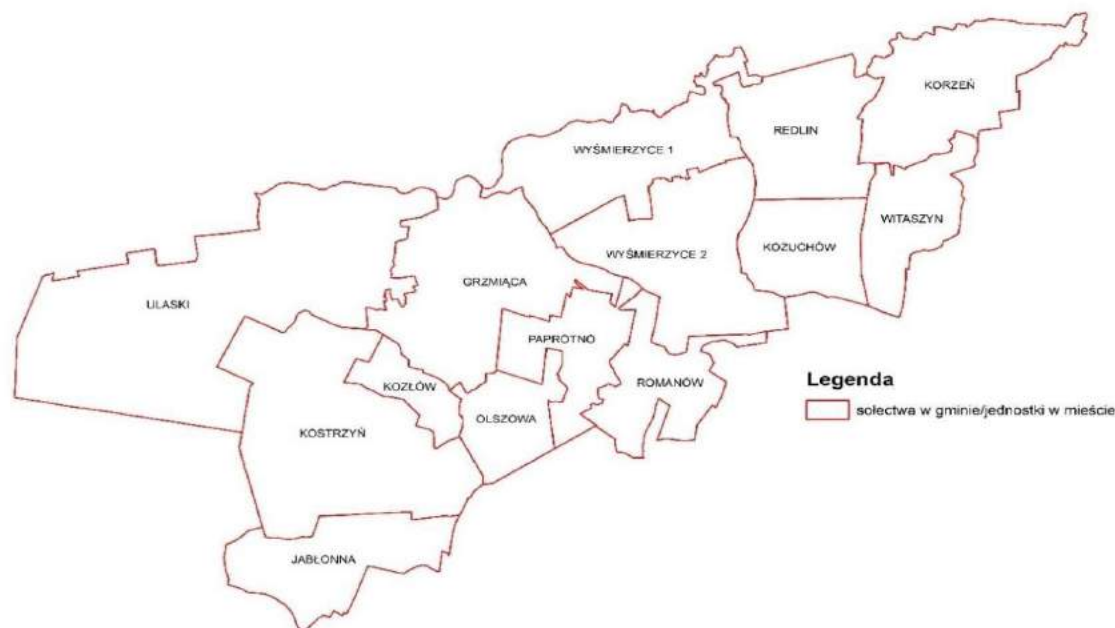 KORZEŃ
REDLIN
WYŚMIERZYCE 1
WITASZYN
KOZUCHÓW
WYŚMIERZYCE 2
GRZMIĄCA
ULASKI
PAPROTNO
KOZŁÓW
ROMANÓW
OLSZOWA
KOSTRZYŃ
JABŁONNA
Legenda
sołectwa w gminie/jednostki w mieście